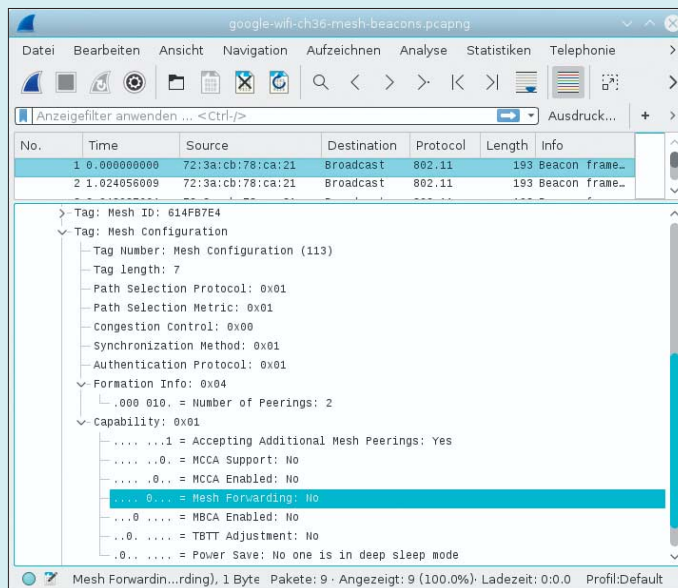 google-wifi-ch36-mesh-beacons.pcapng
Datei Bearbeiten Ansicht Navigation Aufzeichnen Analyse Statistiken Telephonie
Anzeigefilter anwenden ... <Ctrl-/> Ausdruck... +
No. Time Source Destination Protocol Length Info
1 0.000000000 72:3a:cb:78:ca:21 Broadcast 802.11 193 Beacon frame…
2 1.024056009 72:3a:cb:78:ca:21 Broadcast 802.11 193 Beacon frame…
Tag: Mesh ID: 614FB7E4
Tag: Mesh Configuration
Tag Number: Mesh Configuration (113)
Tag length: 7
Path Selection Protocol: 0x01
Path Selection Metric: 0x01
Congestion Control: 0x00
Synchronization Method: 0x01
Authentication Protocol: 0x01
Formation Info: 0x04
.000 010. = Number of Peerings: 2
Capability: 0x01
.... ...1 = Accepting Additional Mesh Peerings: Yes
.... ..0. = MCCA Support: No
.... .0.. = MCCA Enabled: No
.... 0... = Mesh Forwarding: No
...0 .... = MBCA Enabled: No
..0. .... = TBTT Adjustment: No
.0.. .... = Power Save: No one is in deep sleep mode
Mesh Forwardin…rding), 1 Byte Pakete: 9 · Angezeigt: 9 (100.0%) · Ladezeit: 0:0.0 Profil:Default